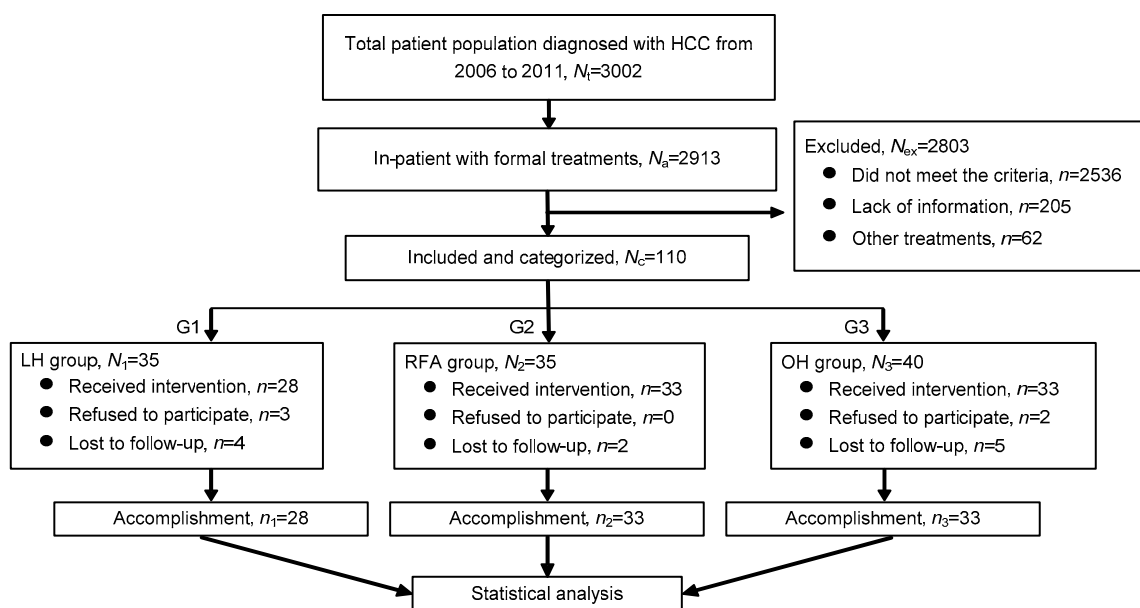 Total patient population diagnosed with HCC from
2006 to 2011, Nt=3002
In-patient with formal treatments, Na=2913
Excluded, Nex=2803
● Did not meet the criteria, n=2536
● Lack of information, n=205
● Other treatments, n=62
Included and categorized, Nc=110
G1
G2
G3
LH group, N1=35
● Received intervention, n=28
● Refused to participate, n=3
● Lost to follow-up, n=4
RFA group, N2=35
● Received intervention, n=33
● Refused to participate, n=0
● Lost to follow-up, n=2
OH group, N3=40
● Received intervention, n=33
● Refused to participate, n=2
● Lost to follow-up, n=5
Accomplishment, n1=28
Accomplishment, n2=33
Accomplishment, n3=33
Statistical analysis